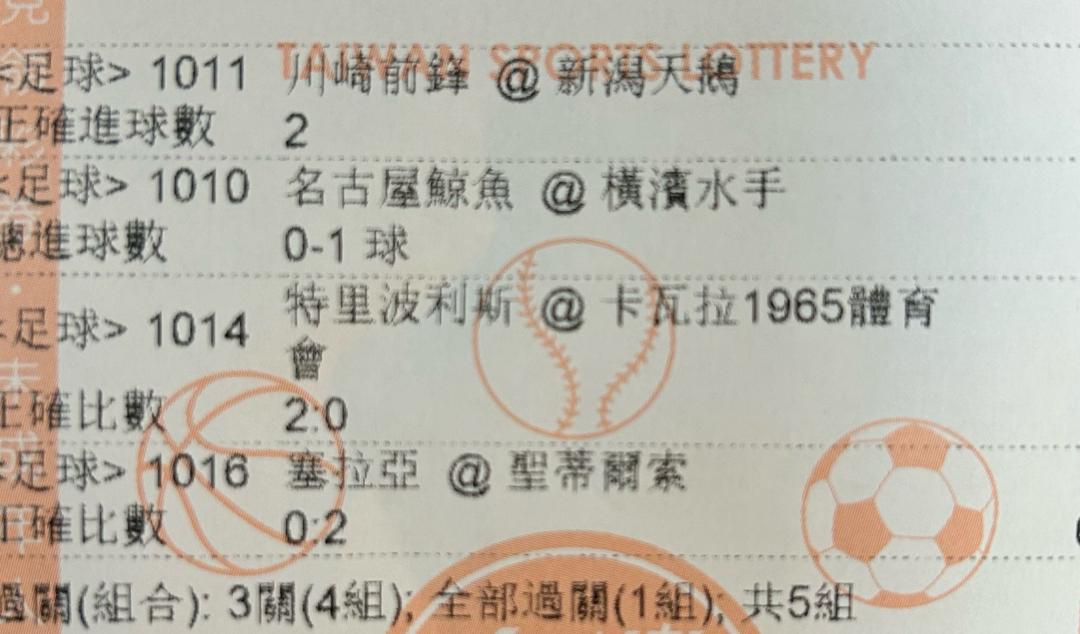 TAIWAN SPORTS LOTTERY
<足球> 1011 川崎前鋒 @ 新潟天鵝
正確進球數 2
<足球> 1010 名古屋鯨魚 @ 橫濱水手
總進球數 0-1 球
<足球> 1014 特里波利斯 @ 卡瓦拉1965體育
會
正確比數 2:0
<足球> 1016 塞拉亞 @ 聖蒂爾索
正確比數 0:2
過關(組合): 3關(4組); 全部過關(1組); 共5組